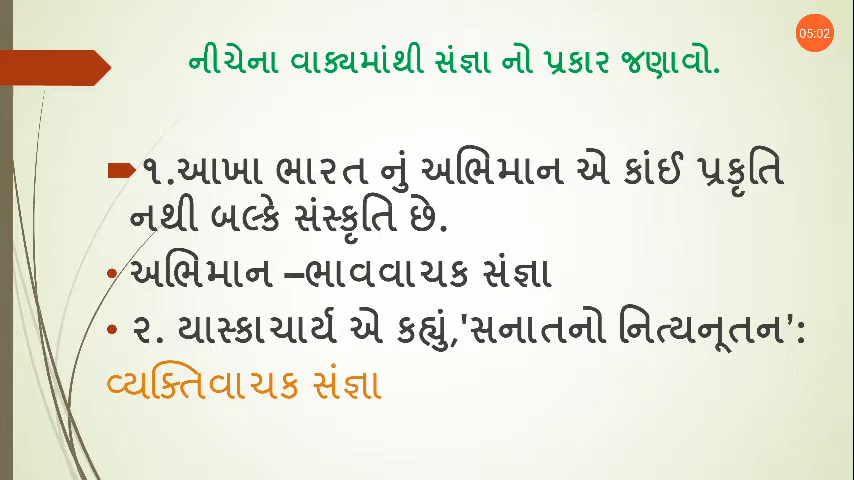 05:02
નીચેના વાક્યમાંથી સંજ્ઞા નો પ્રકાર જણાવો.
૧.આખા ભારત નું અભિમાન એ કાંઈ પ્રકૃતિ
નથી બલ્કે સંસ્કૃતિ છે.
અભિમાન –ભાવવાચક સંજ્ઞા
૨. યાસ્કાચાર્ય એ કહ્યું,'સનાતનો નિત્યનૂતન':
વ્યક્તિવાચક સંજ્ઞા